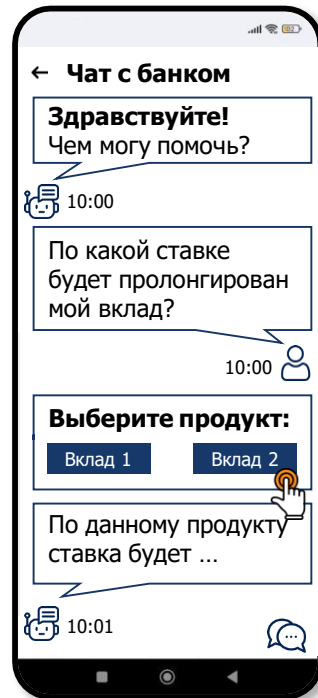 Чат с банком
Здравствуйте!
Чем могу помочь?
10:00
По какой ставке
будет пролонгирован
мой вклад?
10:00
Выберите продукт:
Вклад 1
Вклад 2
По данному продукту
ставка будет ...
10:01